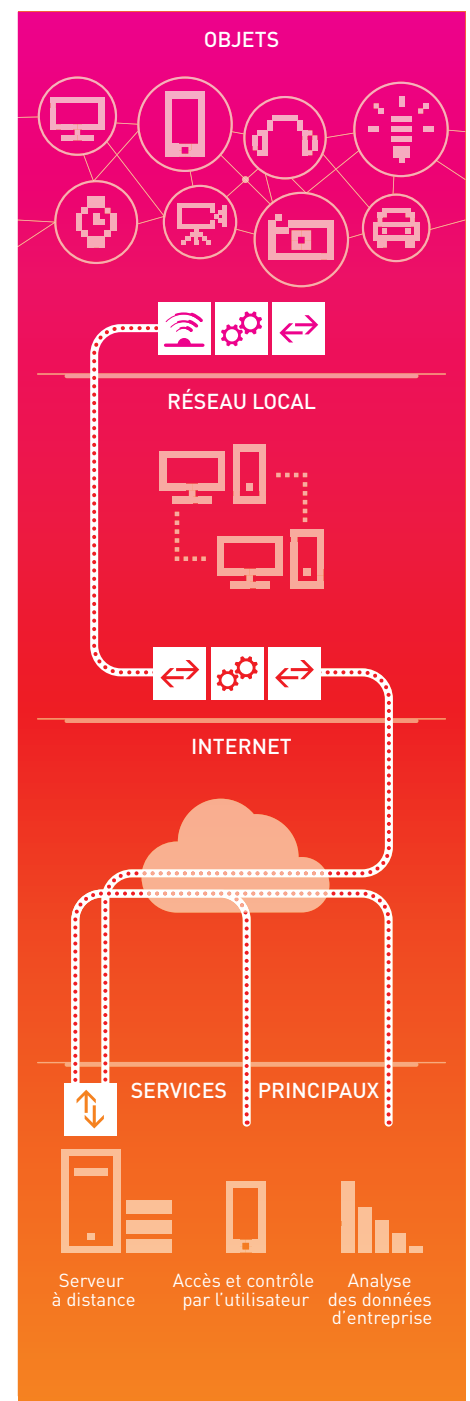 OBJETS
RÉSEAU LOCAL
INTERNET
SERVICES PRINCIPAUX
Serveur
à distance
Accès et contrôle
par l'utilisateur
Analyse
des données
d'entreprise